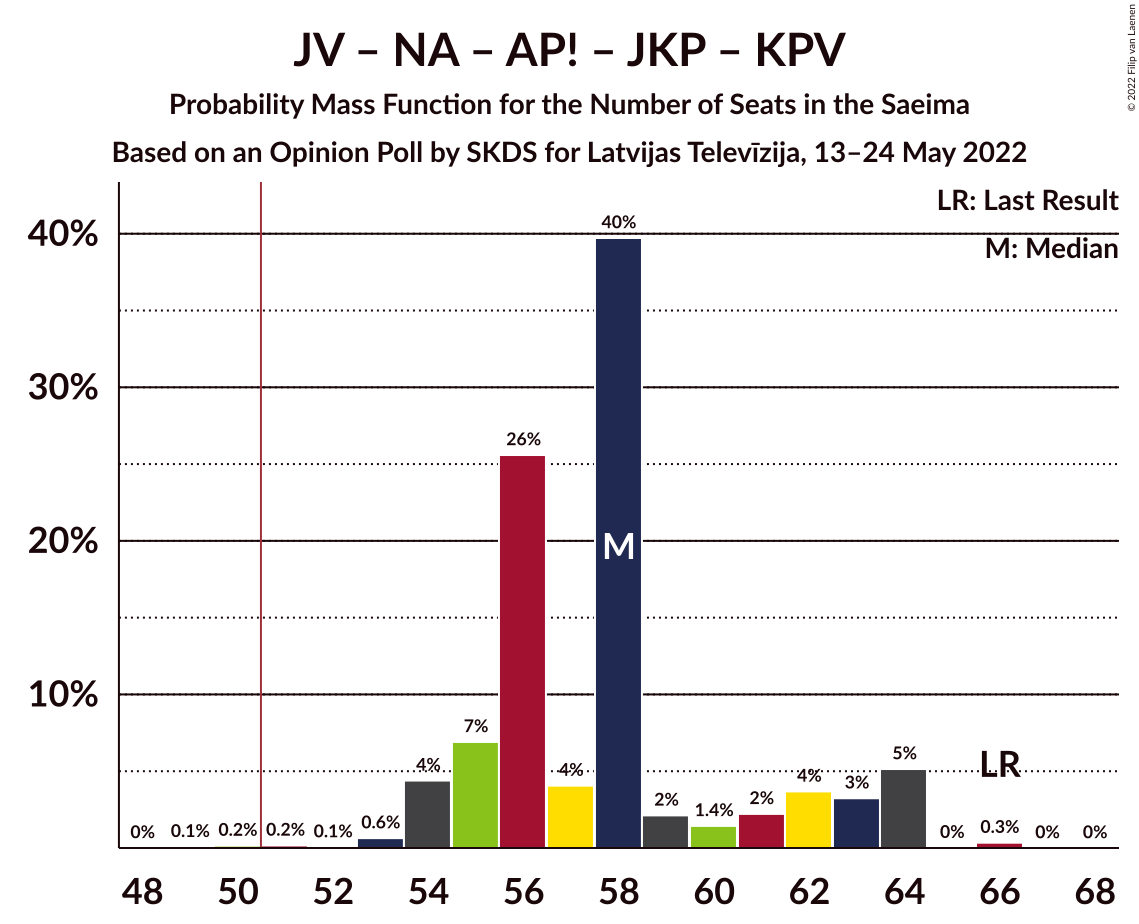 JV – NA – AP! – JKP – KPV
Probability Mass Function for the Number of Seats in the Saeima
Based on an Opinion Poll by SKDS for Latvijas Televīzija, 13–24 May 2022
© 2022 Filip van Laenen
LR: Last Result
M: Median
40%
30%
20%
10%
0%
0.1%
0.2%
0.2%
0.1%
0.6%
4%
7%
26%
4%
40%
2%
1.4%
2%
4%
3%
5%
0%
0.3%
0%
0%
M
LR
48 50 52 54 56 58 60 62 64 66 68